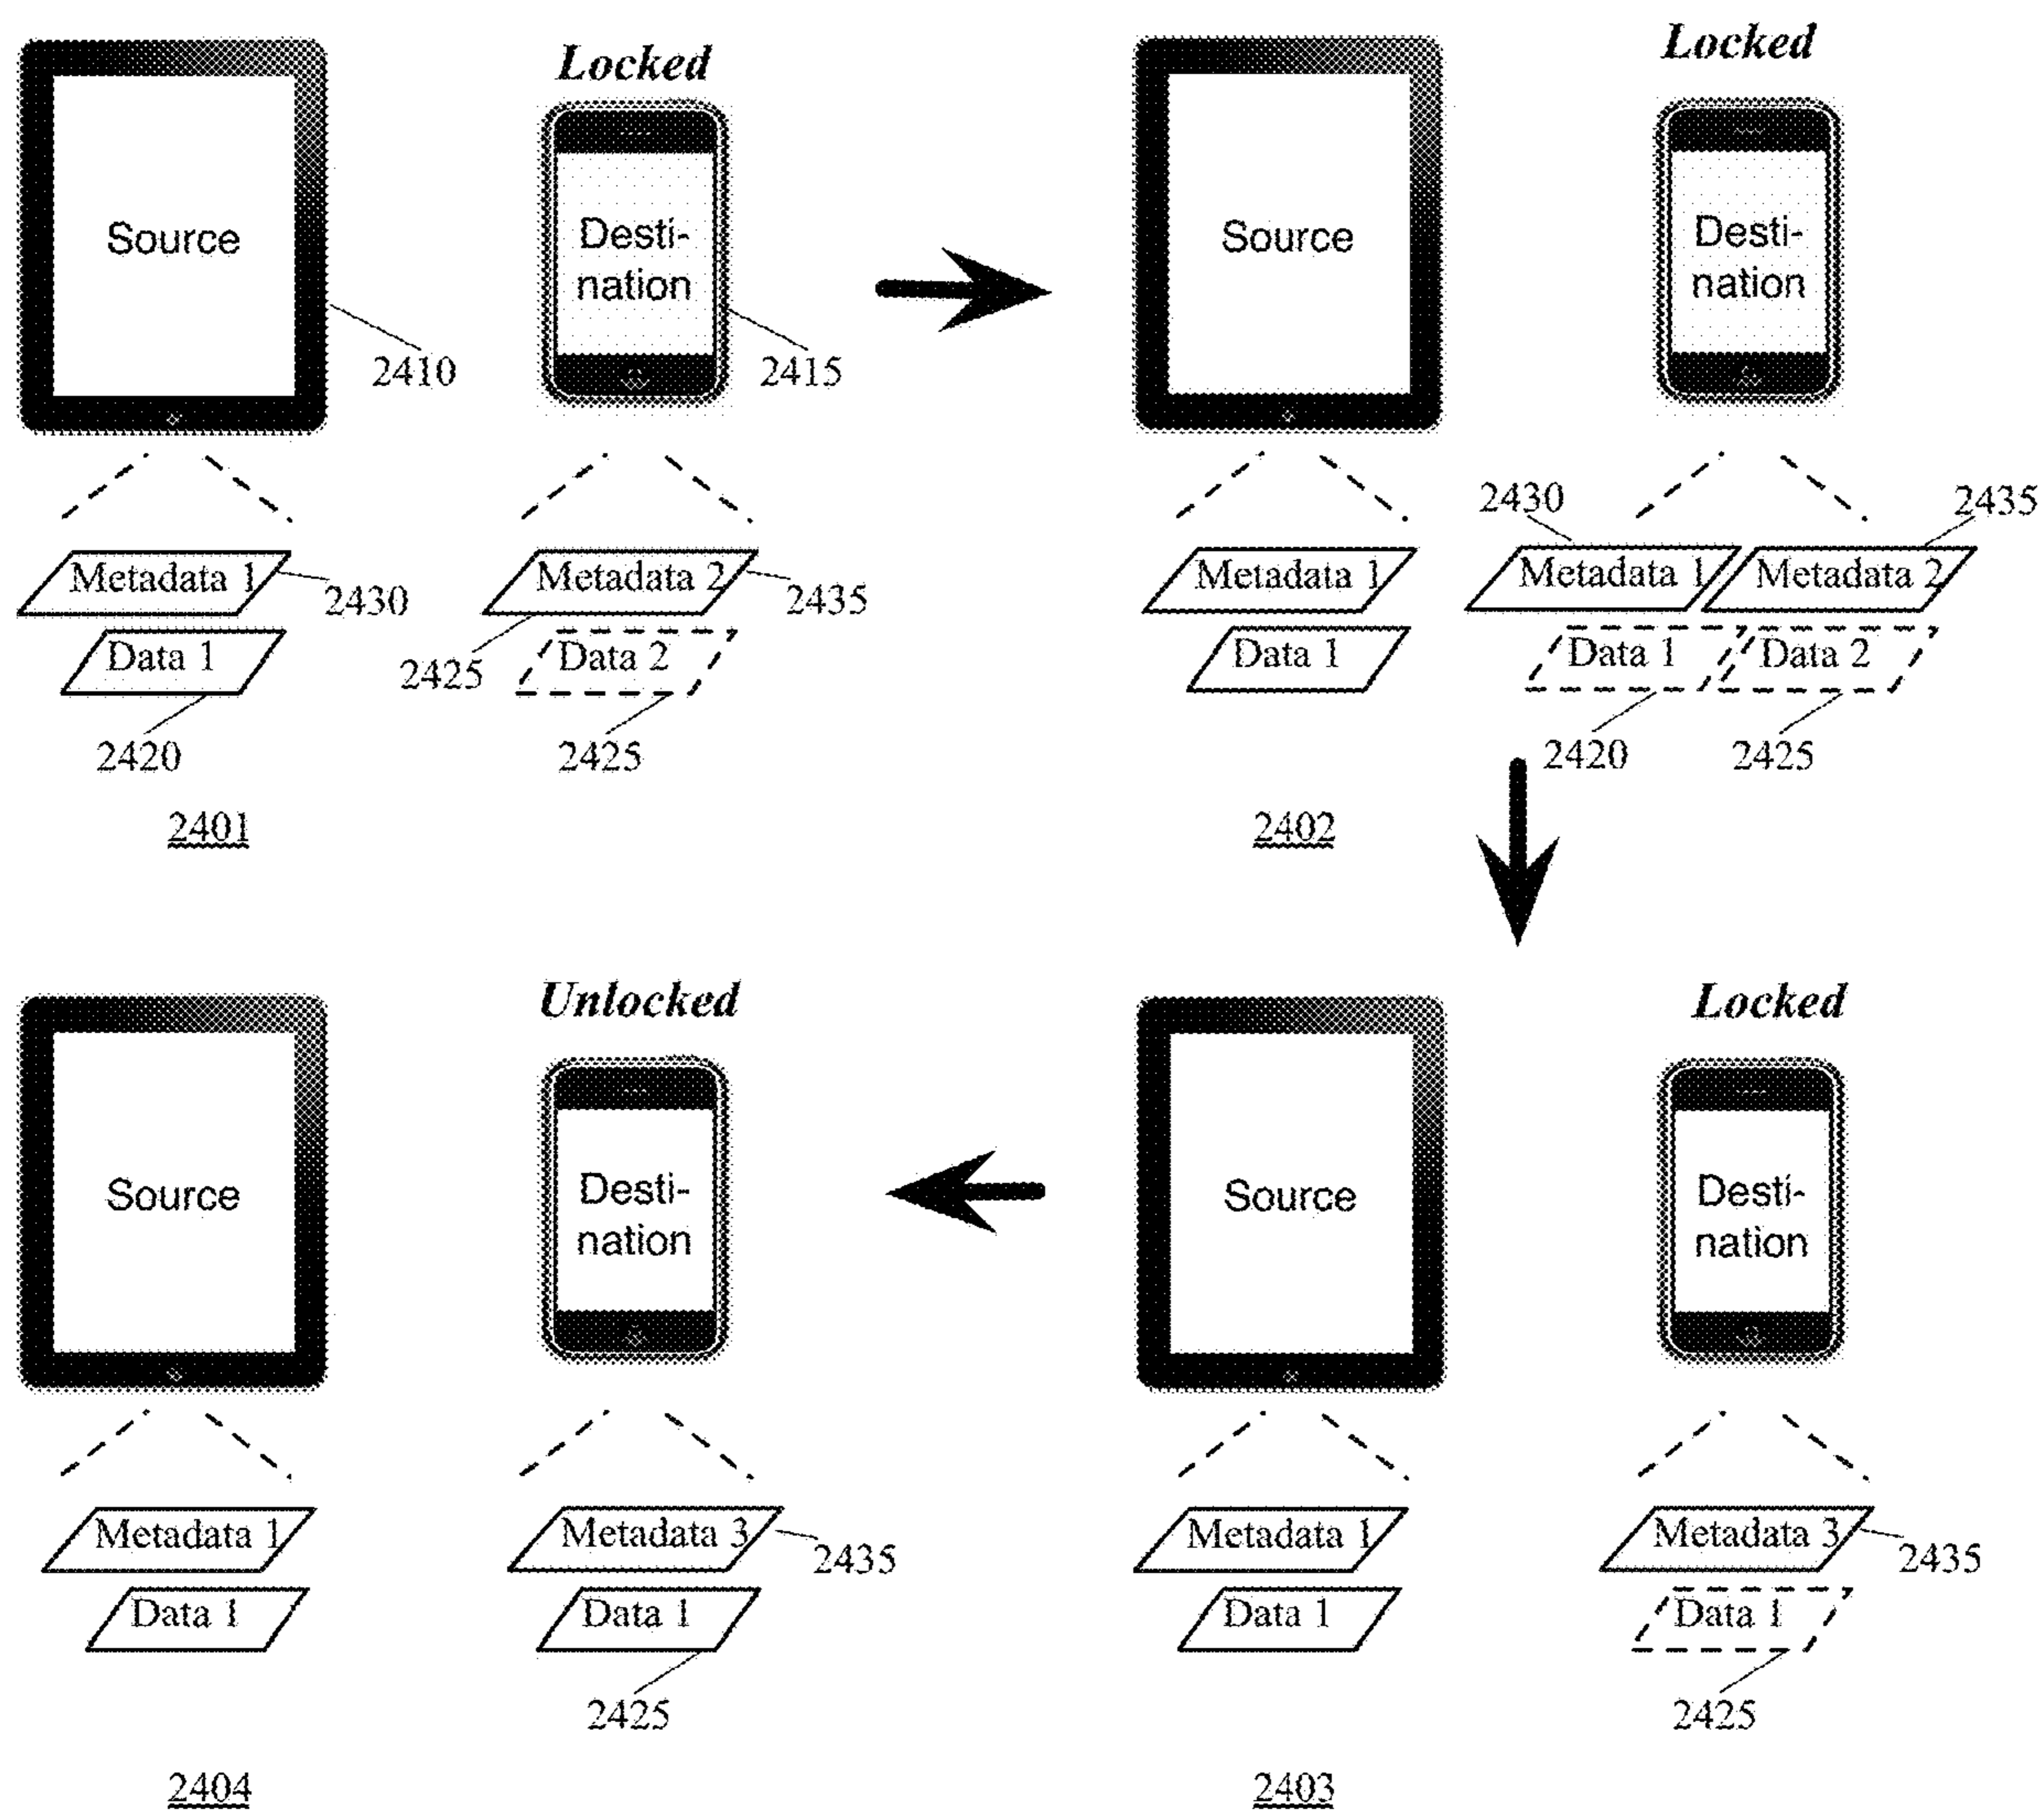 Locked
Locked
Source
Desti-
nation
2410
2415
Source
Desti-
nation
Metadata 1
2430
Data 1
2420
Metadata 2
2435
2425
Data 2
2425
2430
2435
Metadata 1
Metadata 1
Metadata 2
Data 1
Data 1
Data 2
2420
2425
2401
2402
Unlocked
Locked
Source
Desti-
nation
Source
Desti-
nation
Metadata 1
Data 1
Metadata 3
2435
Data 1
2425
Metadata 1
Data 1
Metadata 3
2435
Data 1
2425
2404
2403